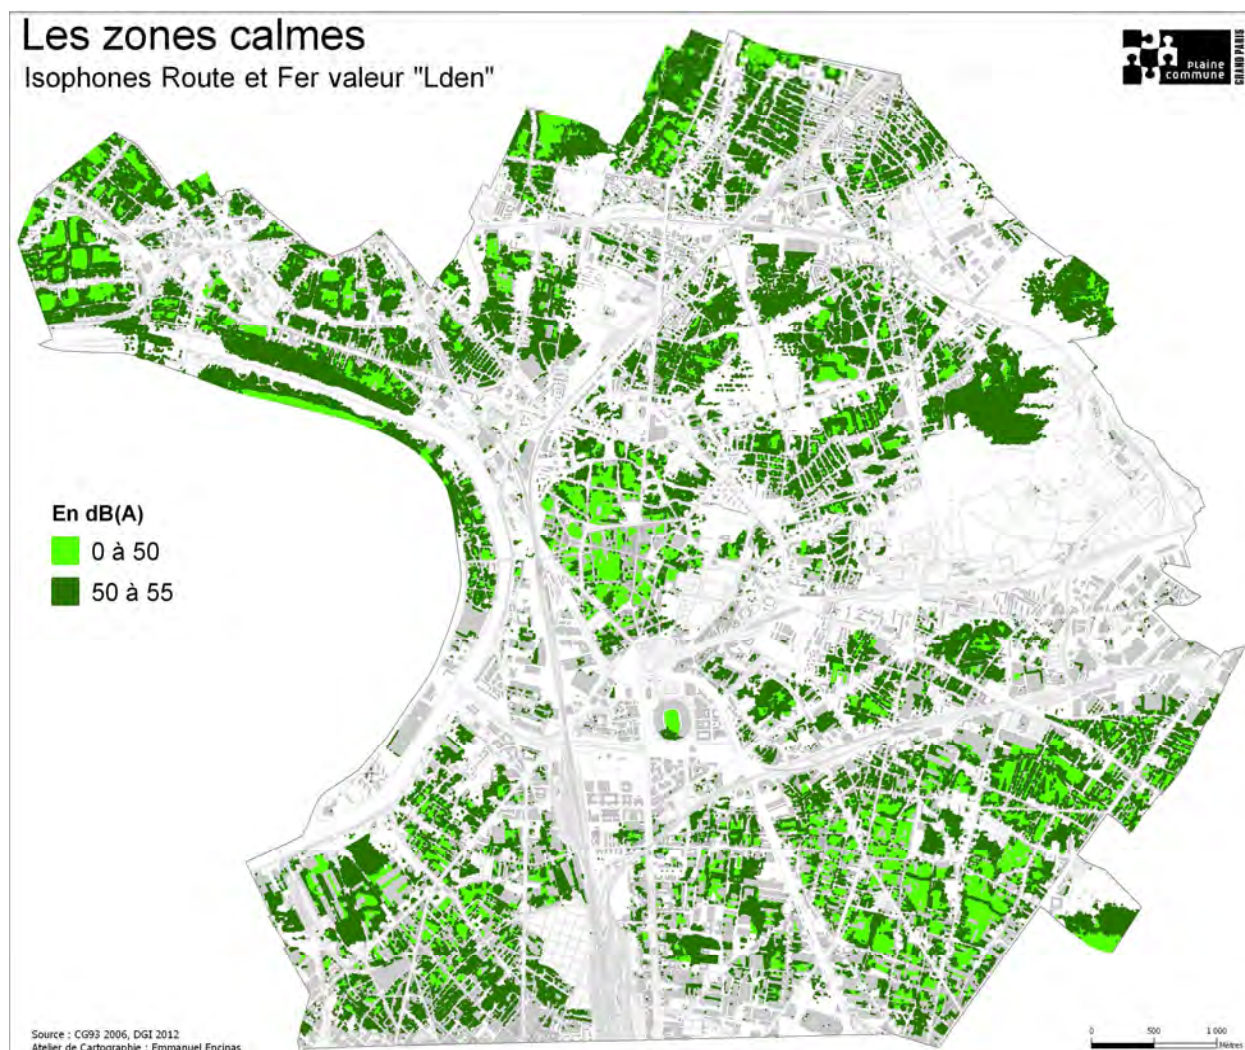 Les zones calmes
Isophones Route et Fer valeur "Lden"
PLAINE
COMMUNE
GRAND PARIS
En dB(A)
0 à 50
50 à 55
Source : CG93 2006, DGI 2012
Atelier de Cartographie : Emmanuel Encinas
0 500 1 000
Mètres